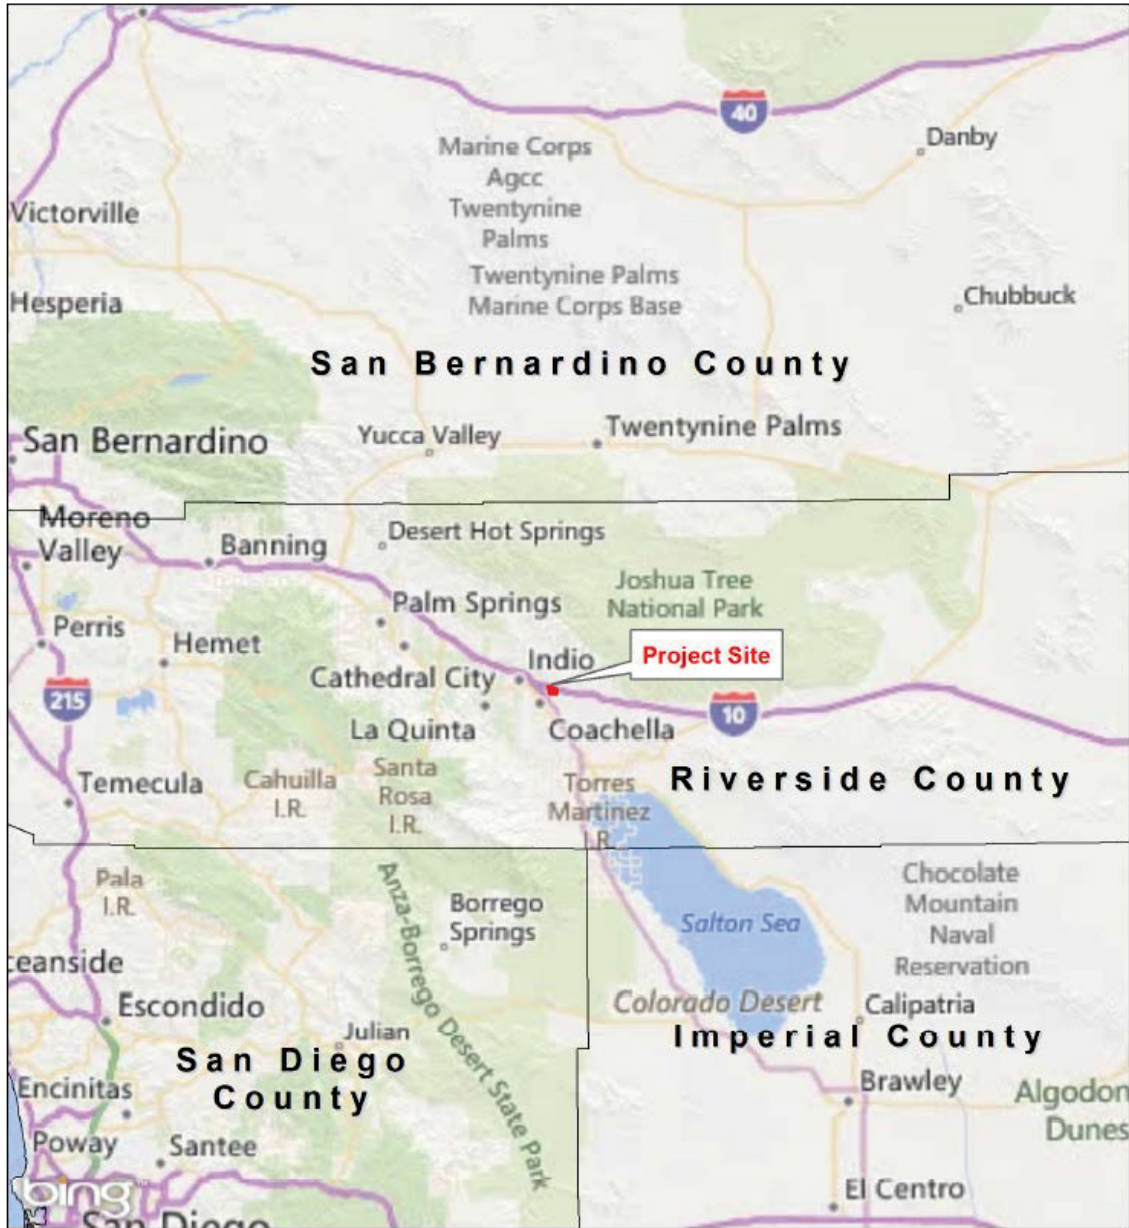 40
Danby
Marine Corps
Agcc
Twentynine
Palms
Victorville
Twentynine Palms
Marine Corps Base
Chubbuck
Hesperia
San Bernardino County
San Bernardino
Yucca Valley
Twentynine Palms
Moreno
Valley
Banning
Desert Hot Springs
Joshua Tree
National Park
Palm Springs
Perris
Hemet
Indio
Project Site
Cathedral City
215
10
La Quinta
Coachella
Temecula
Cahuilla
I.R.
Santa
Rosa
I.R.
Torres
Martinez
I.R.
Riverside County
Pala
I.R.
Anza-Borrego Desert State Park
Borrego
Springs
Salton Sea
Chocolate
Mountain
Naval
Reservation
ceanside
Escondido
Colorado Desert
Calipatria
Julian
Imperial County
San Diego
County
Encinitas
Brawley
Algodon
Dunes
Poway
Santee
El Centro
bing
San Diego